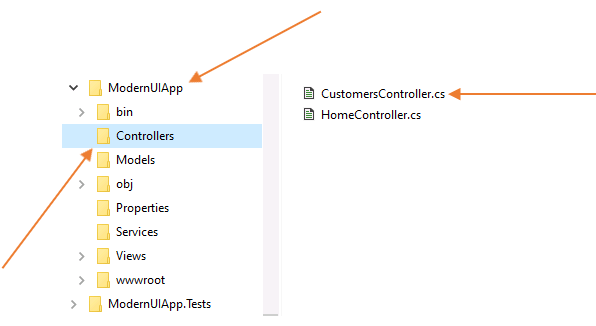 ModernUIApp
bin
Controllers
Models
obj
Properties
Services
Views
wwwroot
ModernUIApp.Tests
CustomersController.cs
HomeController.cs